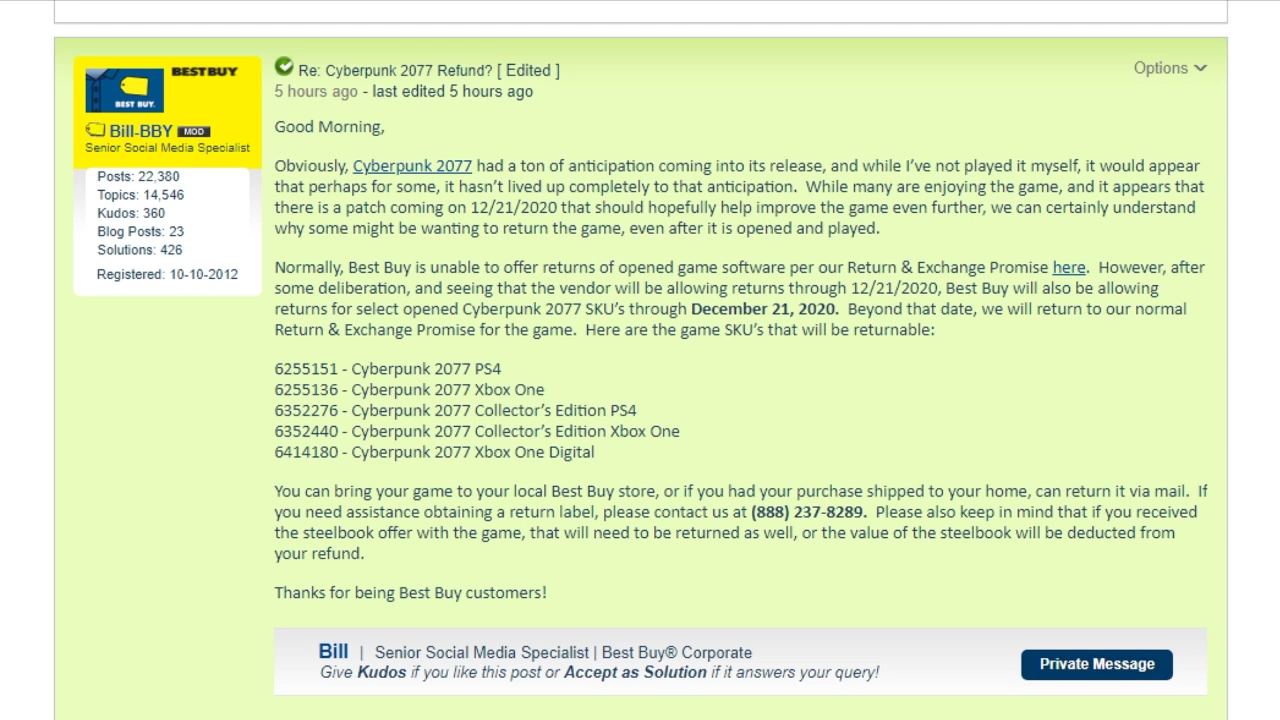 BEST BUY
BEST BUY.
Bill-BBY MOD
Senior Social Media Specialist
Posts: 22,380
Topics: 14,546
Kudos: 360
Blog Posts: 23
Solutions: 426
Registered: 10-10-2012
Re: Cyberpunk 2077 Refund? [ Edited ]
Options
5 hours ago - last edited 5 hours ago
Good Morning,
Obviously, Cyberpunk 2077 had a ton of anticipation coming into its release, and while I've not played it myself, it would appear
that perhaps for some, it hasn't lived up completely to that anticipation.  While many are enjoying the game, and it appears that
there is a patch coming on 12/21/2020 that should hopefully help improve the game even further, we can certainly understand
why some might be wanting to return the game, even after it is opened and played.
Normally, Best Buy is unable to offer returns of opened game software per our Return & Exchange Promise here.  However, after
some deliberation, and seeing that the vendor will be allowing returns through 12/21/2020, Best Buy will also be allowing
returns for select opened Cyberpunk 2077 SKU's through December 21, 2020.  Beyond that date, we will return to our normal
Return & Exchange Promise for the game.  Here are the game SKU's that will be returnable:
6255151 - Cyberpunk 2077 PS4
6255136 - Cyberpunk 2077 Xbox One
6352276 - Cyberpunk 2077 Collector's Edition PS4
6352440 - Cyberpunk 2077 Collector's Edition Xbox One
6414180 - Cyberpunk 2077 Xbox One Digital
You can bring your game to your local Best Buy store, or if you had your purchase shipped to your home, can return it via mail.  If
you need assistance obtaining a return label, please contact us at (888) 237-8289.  Please also keep in mind that if you received
the steelbook offer with the game, that will need to be returned as well, or the value of the steelbook will be deducted from
your refund.
Thanks for being Best Buy customers!
Bill | Senior Social Media Specialist | Best Buy® Corporate
Give Kudos if you like this post or Accept as Solution if it answers your query!
Private Message